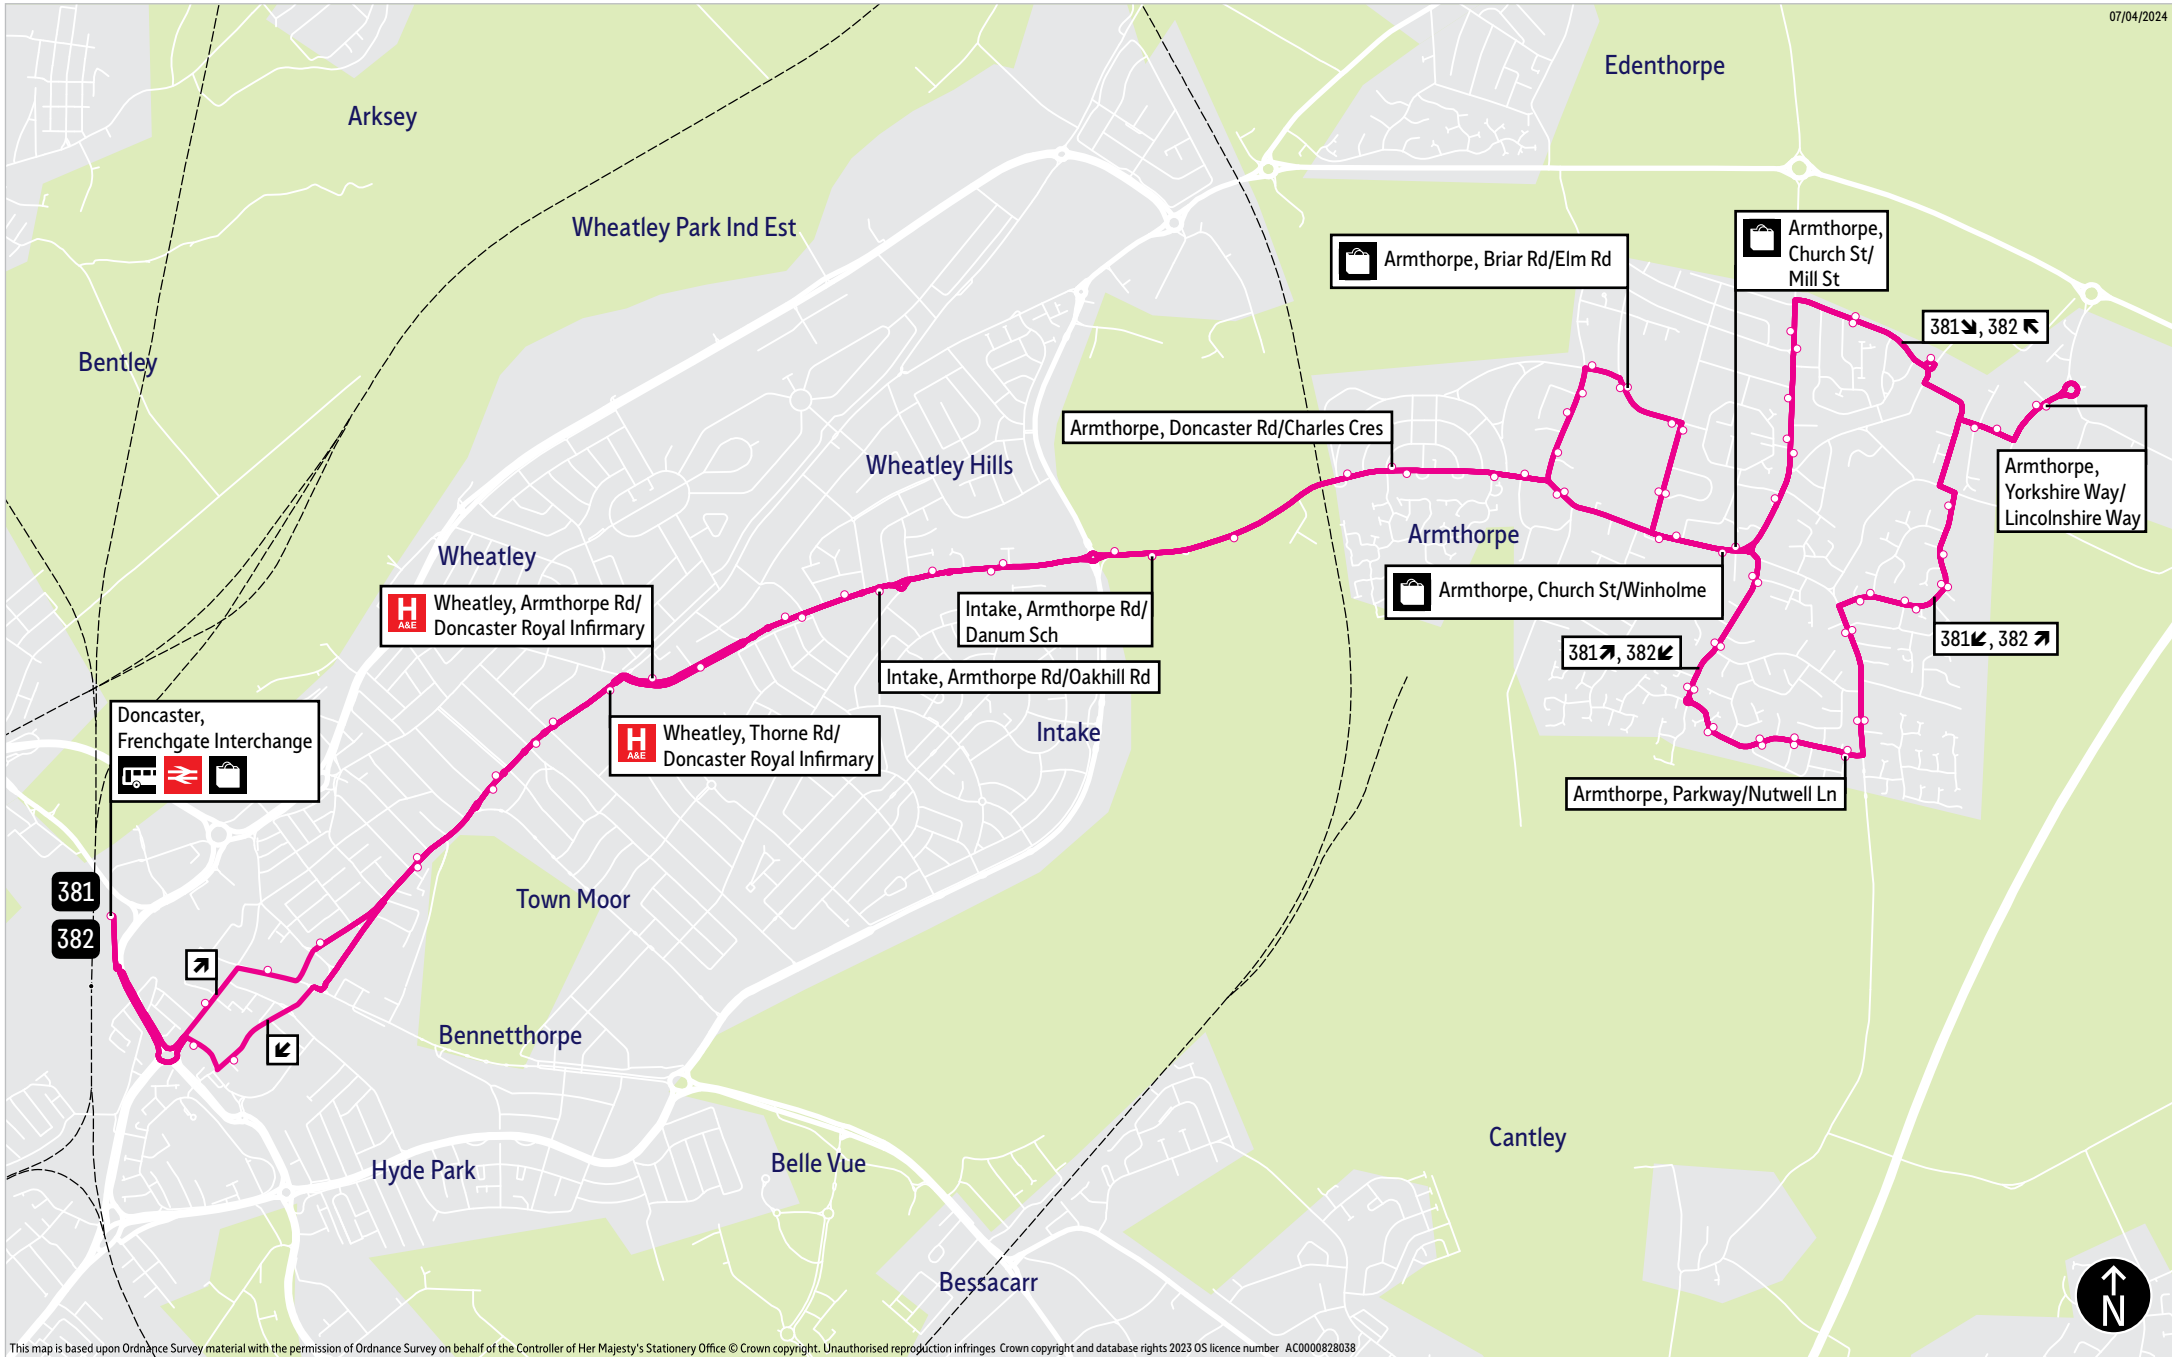 07/04/2024
Edenthorpe
Arksey
Wheatley Park Ind Est
Armthorpe,
Church St/
Mill St
Armthorpe, Briar Rd/Elm Rd
381↘, 382↖
Bentley
Armthorpe, Doncaster Rd/Charles Cres
Wheatley Hills
Armthorpe,
Yorkshire Way/
Lincolnshire Way
Armthorpe
Wheatley
Armthorpe, Church St/Winholme
H
A&E
Wheatley, Armthorpe Rd/
Doncaster Royal Infirmary
Intake, Armthorpe Rd/
Danum Sch
381↙, 382↗
381↗, 382↙
Intake, Armthorpe Rd/Oakhill Rd
Doncaster,
Frenchgate Interchange
H
A&E
Wheatley, Thorne Rd/
Doncaster Royal Infirmary
Intake
Armthorpe, Parkway/Nutwell Ln
381
382
Town Moor
Bennetthorpe
Cantley
Hyde Park
Belle Vue
Bessacarr
N
This map is based upon Ordnance Survey material with the permission of Ordnance Survey on behalf of the Controller of Her Majesty's Stationery Office © Crown copyright. Unauthorised reproduction infringes Crown copyright and database rights 2023 OS licence number AC0000828038